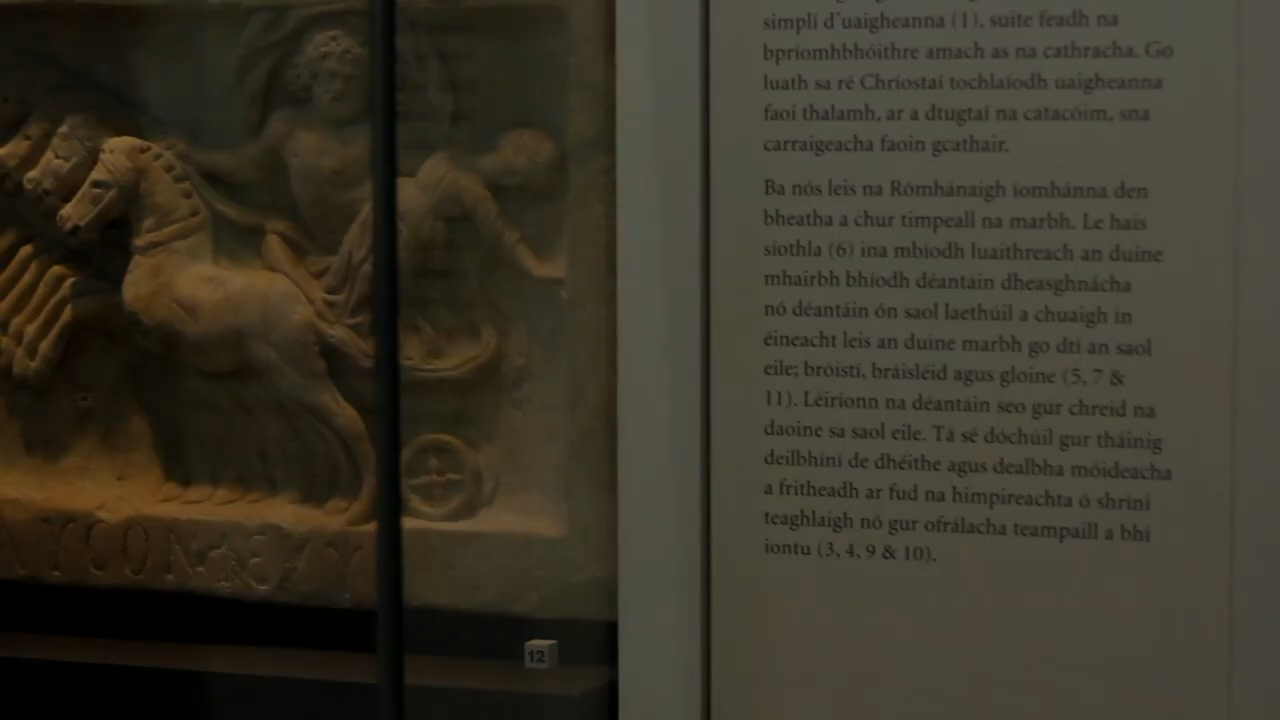 simplí d'uaigheanna (1), suite feadh na
bpríomhbhóithre amach as na cathracha. Go
luath sa ré Chríostaí tochlaíodh uaigheanna
faoi thalamh, ar a dtugtaí na catacóim, sna
carraigeacha faoin gcathair.
Ba nós leis na Rómhánaigh íomhánna den
bheatha a chur timpeall na marbh. Le hais
síothla (6) ina mbíodh luaithreach an duine
mhairbh bhíodh déantáin dheasghnácha
nó déantáin ón saol laethúil a chuaigh in
éineacht leis an duine marbh go dtí an saol
eile; bróistí, bráisléid agus gloine (5, 7 &
11). Léiríonn na déantáin seo gur chreid na
daoine sa saol eile. Tá sé dóchúil gur tháinig
deilbhíní de dhéithe agus dealbha móideacha
a fritheadh ar fud na himpireachta ó shríní
teaghlaigh nó gur ofrálacha teampaill a bhí
iontu (3, 4, 9 & 10).
12